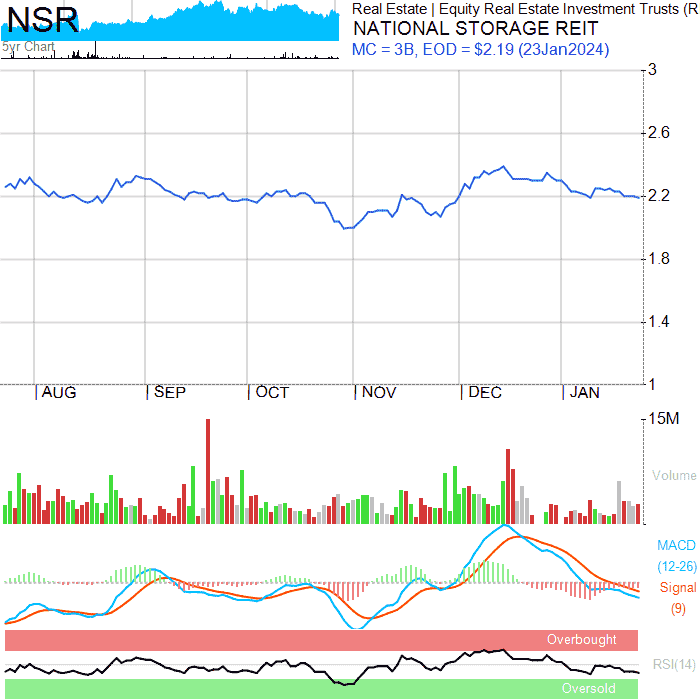 NSR
5yr Chart
Real Estate | Equity Real Estate Investment Trusts (R
NATIONAL STORAGE REIT
MC = 3B, EOD = $2.19 (23Jan2024)
3
2.6
2.2
1.8
1.4
1
AUG SEP OCT NOV DEC JAN
15M
Volume
MACD
(12-26)
Signal
(9)
Overbought
RSI(14)
Oversold